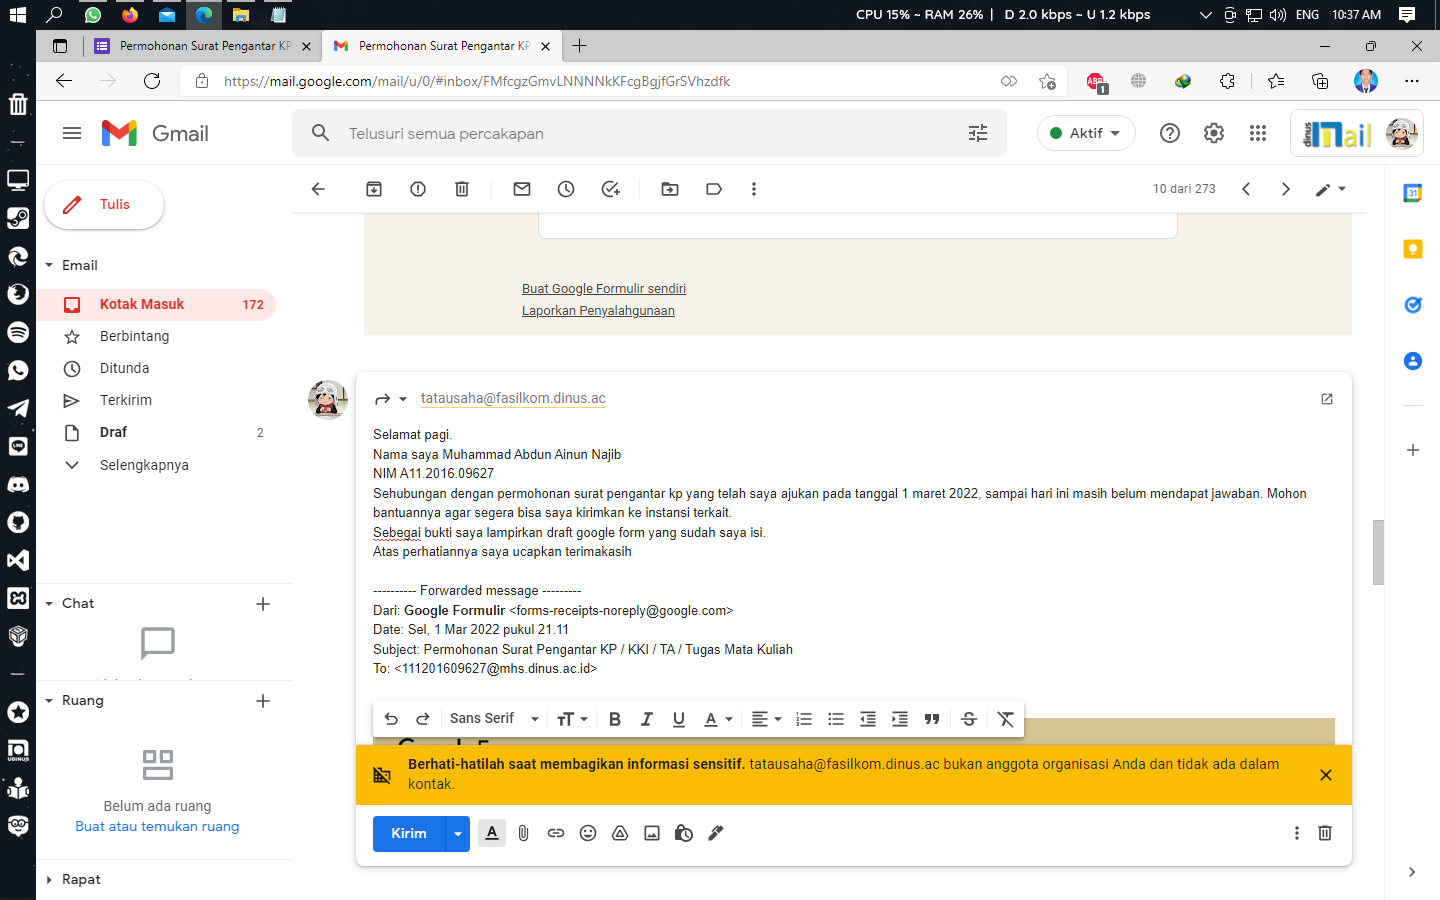 CPU 15% ~ RAM 26% | D 2.0 kbps ~ U 1.2 kbps
ENG 10:37 AM
Permohonan Surat Pengantar KP
Permohonan Surat Pengantar KP
https://mail.google.com/mail/u/0/#inbox/FMfcgzGmvLNNNNkKFcgBgjfGrSVhzdfk
ABP
1
Gmail
Telusuri semua percakapan
Aktif
dinus Mail
Tulis
10 dari 273
31
Email
Kotak Masuk 172
Berbintang
Ditunda
Terkirim
Draf 2
Selengkapnya
Chat
Ruang
Belum ada ruang
Buat atau temukan ruang
Rapat
LINE
UDINUS
Buat Google Formulir sendiri
Laporkan Penyalahgunaan
tatausaha@fasilkom.dinus.ac
Selamat pagi.
Nama saya Muhammad Abdun Ainun Najib
NIM A11.2016.09627
Sehubungan dengan permohonan surat pengantar kp yang telah saya ajukan pada tanggal 1 maret 2022, sampai hari ini masih belum mendapat jawaban. Mohon
bantuannya agar segera bisa saya kirimkan ke instansi terkait.
Sebegai bukti saya lampirkan draft google form yang sudah saya isi.
Atas perhatiannya saya ucapkan terimakasih
---------- Forwarded message ---------
Dari: Google Formulir <forms-receipts-noreply@google.com>
Date: Sel, 1 Mar 2022 pukul 21.11
Subject: Permohonan Surat Pengantar KP / KKI / TA / Tugas Mata Kuliah
To: <111201609627@mhs.dinus.ac.id>
Sans Serif
Berhati-hatilah saat membagikan informasi sensitif. tatausaha@fasilkom.dinus.ac bukan anggota organisasi Anda dan tidak ada dalam
kontak.
Kirim